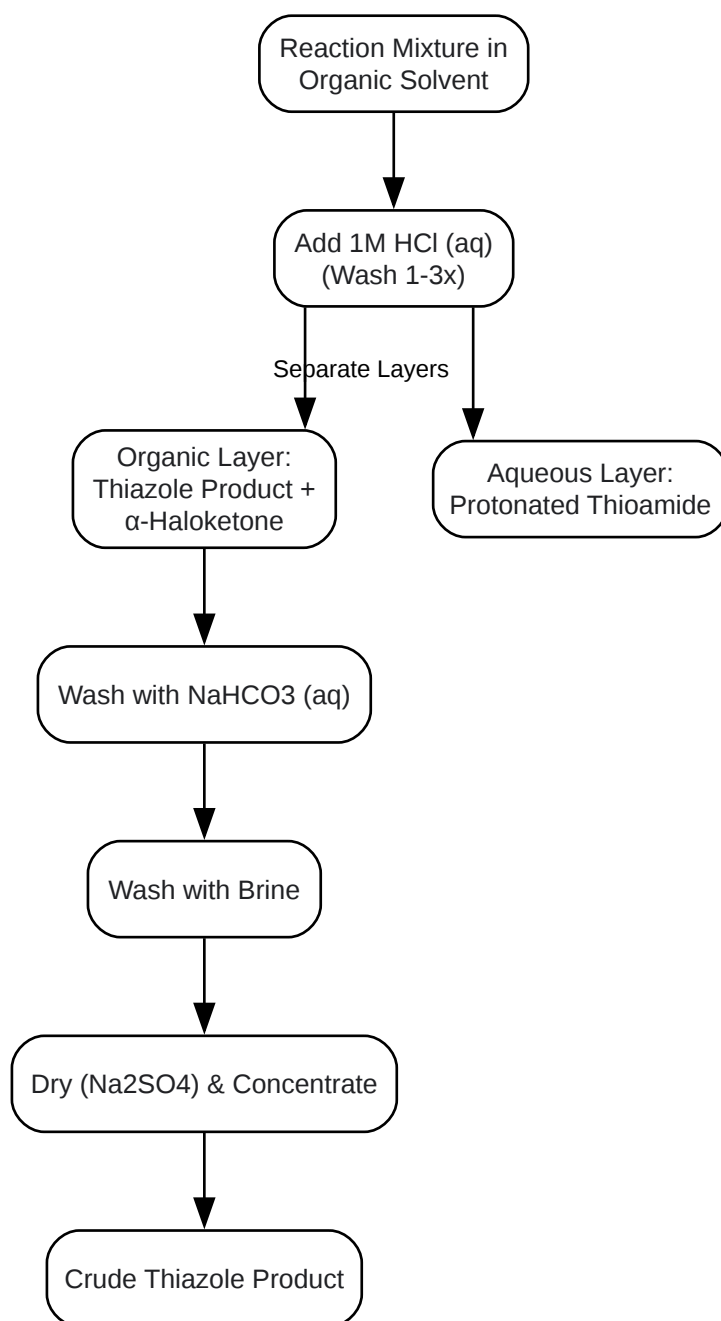 Reaction Mixture in
Organic Solvent
Add 1M HCl (aq)
(Wash 1-3x)
Separate Layers
Organic Layer:
Thiazole Product +
α-Haloketone
Aqueous Layer:
Protonated Thioamide
Wash with NaHCO3 (aq)
Wash with Brine
Dry (Na2SO4) & Concentrate
Crude Thiazole Product